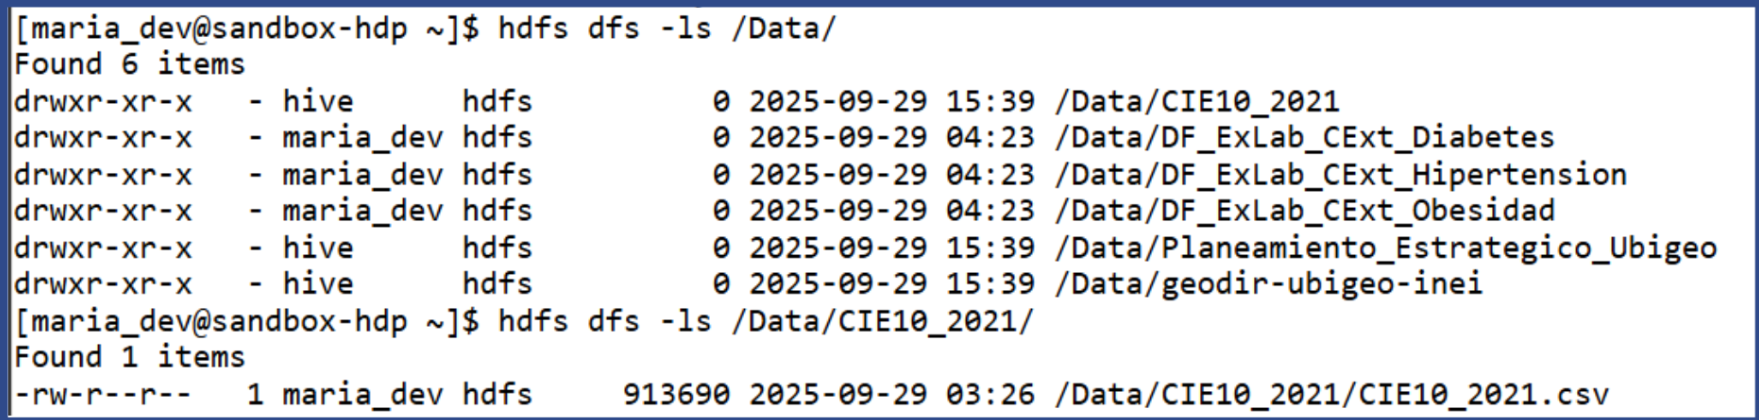 [maria_dev@sandbox-hdp ~]$ hdfs dfs -ls /Data/
Found 6 items
drwxr-xr-x   - hive      hdfs          0 2025-09-29 15:39 /Data/CIE10_2021
drwxr-xr-x   - maria_dev hdfs          0 2025-09-29 04:23 /Data/DF_ExLab_CExt_Diabetes
drwxr-xr-x   - maria_dev hdfs          0 2025-09-29 04:23 /Data/DF_ExLab_CExt_Hipertension
drwxr-xr-x   - maria_dev hdfs          0 2025-09-29 04:23 /Data/DF_ExLab_CExt_Obesidad
drwxr-xr-x   - hive      hdfs          0 2025-09-29 15:39 /Data/Planeamiento_Estrategico_Ubigeo
drwxr-xr-x   - hive      hdfs          0 2025-09-29 15:39 /Data/geodir-ubigeo-inei
[maria_dev@sandbox-hdp ~]$ hdfs dfs -ls /Data/CIE10_2021/
Found 1 items
-rw-r--r--   1 maria_dev hdfs     913690 2025-09-29 03:26 /Data/CIE10_2021/CIE10_2021.csv